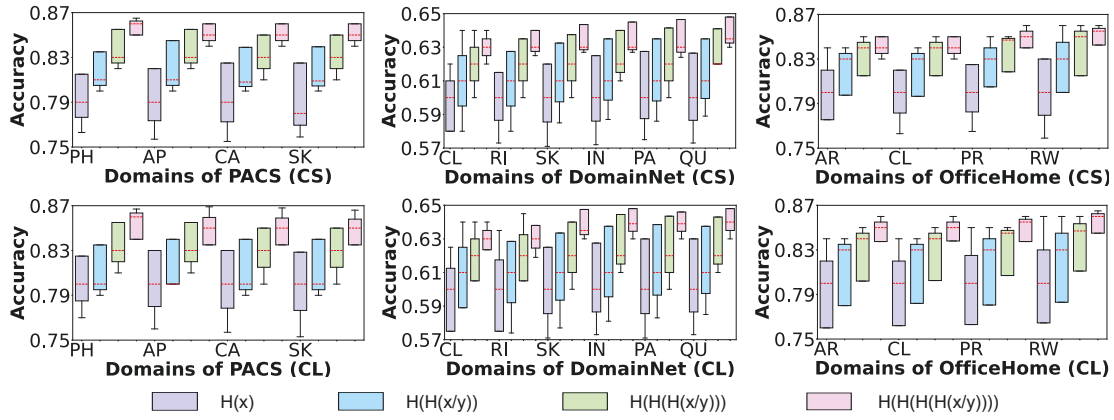 0.87
0.83
0.79
0.75
Accuracy
PH AP CA SK
Domains of PACS (CS)
0.65
0.63
0.61
0.59
0.57
Accuracy
CL RI SK IN PA QU
Domains of DomainNet (CS)
0.87
0.83
0.79
0.75
Accuracy
AR CL PR RW
Domains of OfficeHome (CS)
0.87
0.83
0.79
0.75
Accuracy
PH AP CA SK
Domains of PACS (CL)
0.65
0.63
0.61
0.59
0.57
Accuracy
CL RI SK IN PA QU
Domains of DomainNet (CL)
0.87
0.83
0.79
0.75
Accuracy
AR CL PR RW
Domains of OfficeHome (CL)
H(x) H(H(x/y)) H(H(H(x/y))) H(H(H(H(x/y))))